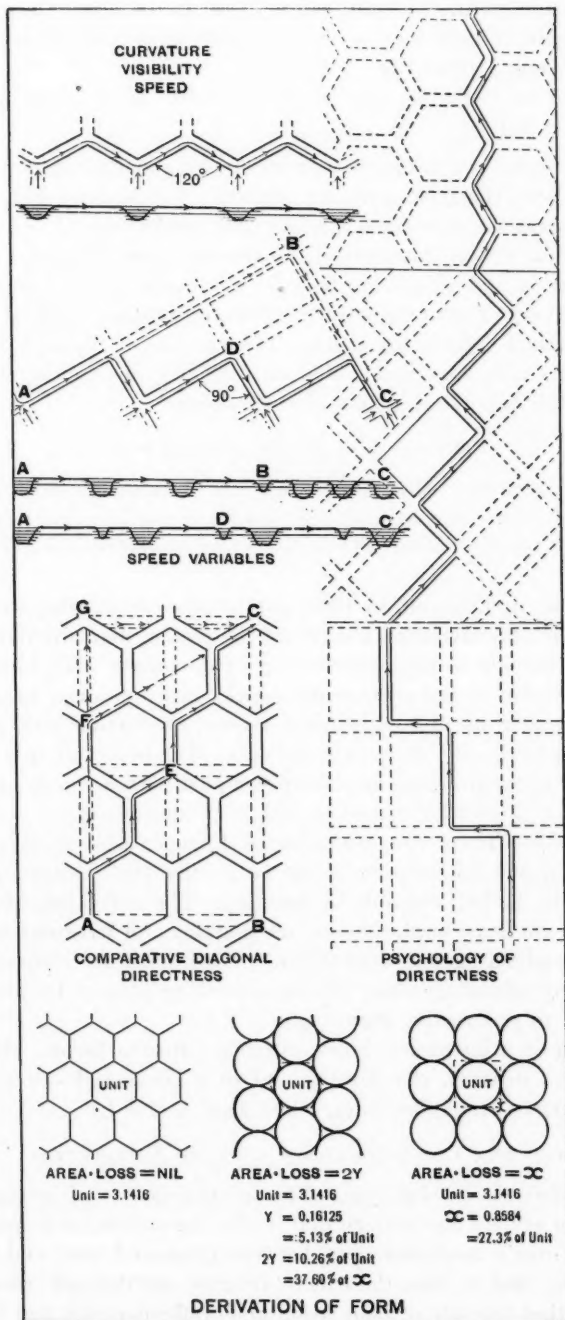 CURVATURE
VISIBILITY
SPEED
120°
B
D
A
90°
C
A
B
C
A
D
C
SPEED VARIABLES
G
C
F
E
A
B
COMPARATIVE DIAGONAL
DIRECTNESS
PSYCHOLOGY OF
DIRECTNESS
UNIT
UNIT
UNIT
x
AREA·LOSS = NIL
Unit = 3.1416
AREA·LOSS = 2Y
Unit = 3.1416
Y = 0.16125
= 5.13% of Unit
2Y = 10.26% of Unit
= 37.60% of x
AREA·LOSS = x
Unit = 3.1416
x = 0.8584
= 27.3% of Unit
DERIVATION OF FORM